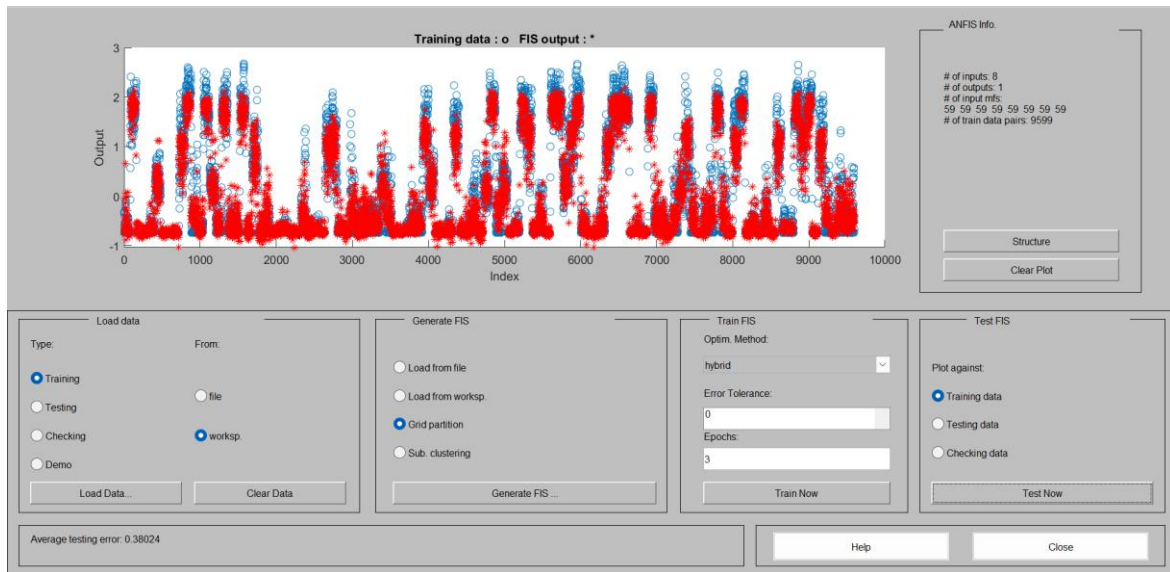 Training data : o FIS output : *
3
2
1
0
-1
Output
0 1000 2000 3000 4000 5000 6000 7000 8000 9000 10000
Index
ANFIS Info.
# of inputs: 8
# of outputs: 1
# of input mfs:
59 59 59 59 59 59 59 59
# of train data pairs: 9599
Structure
Clear Plot
Load data
Type:
From:
Training
Testing
Checking
Demo
file
worksp.
Load Data...
Clear Data
Generate FIS
Load from file
Load from worksp.
Grid partition
Sub. clustering
Generate FIS ...
Train FIS
Optim. Method:
hybrid
Error Tolerance:
0
Epochs:
3
Train Now
Test FIS
Plot against:
Training data
Testing data
Checking data
Test Now
Average testing error: 0.38024
Help
Close